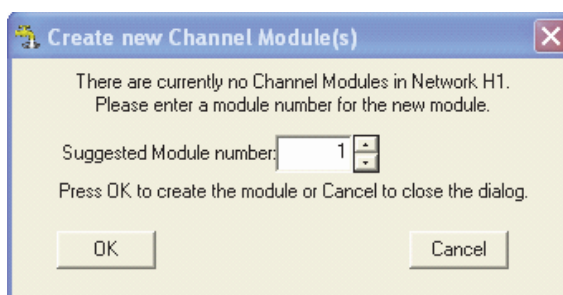 Create new Channel Module(s)
There are currently no Channel Modules in Network H1.
Please enter a module number for the new module.
Suggested Module number: 1
Press OK to create the module or Cancel to close the dialog.
OK Cancel